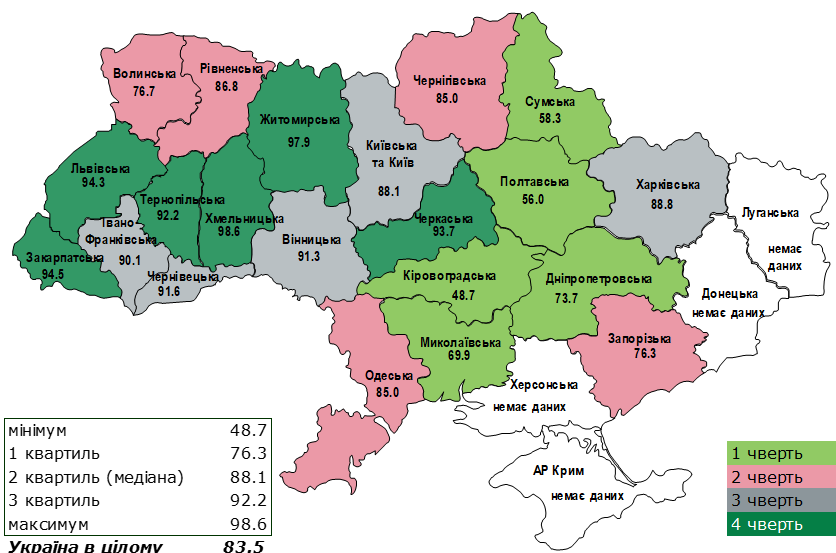 Волинська
76.7
Рівненська
86.8
Житомирська
97.9
Київська
та Київ
88.1
Чернігівська
85.0
Сумська
58.3
Львівська
94.3
Тернопільська
92.2
Хмельницька
98.6
Івано
Франківська
90.1
Закарпатська
94.5
Чернівецька
91.6
Вінницька
91.3
Черкаська
93.7
Полтавська
56.0
Харківська
88.8
Луганська
немає
даних
Донецька
немає даних
Кіровоградська
48.7
Дніпропетровська
73.7
Запорізька
76.3
Миколаївська
69.9
Одеська
85.0
Херсонська
немає даних
АР Крим
немає даних
мінімум 48.7
1 квартиль 76.3
2 квартиль (медіана) 88.1
3 квартиль 92.2
максимум 98.6
Україна в цілому 83.5
1 чверть
2 чверть
3 чверть
4 чверть